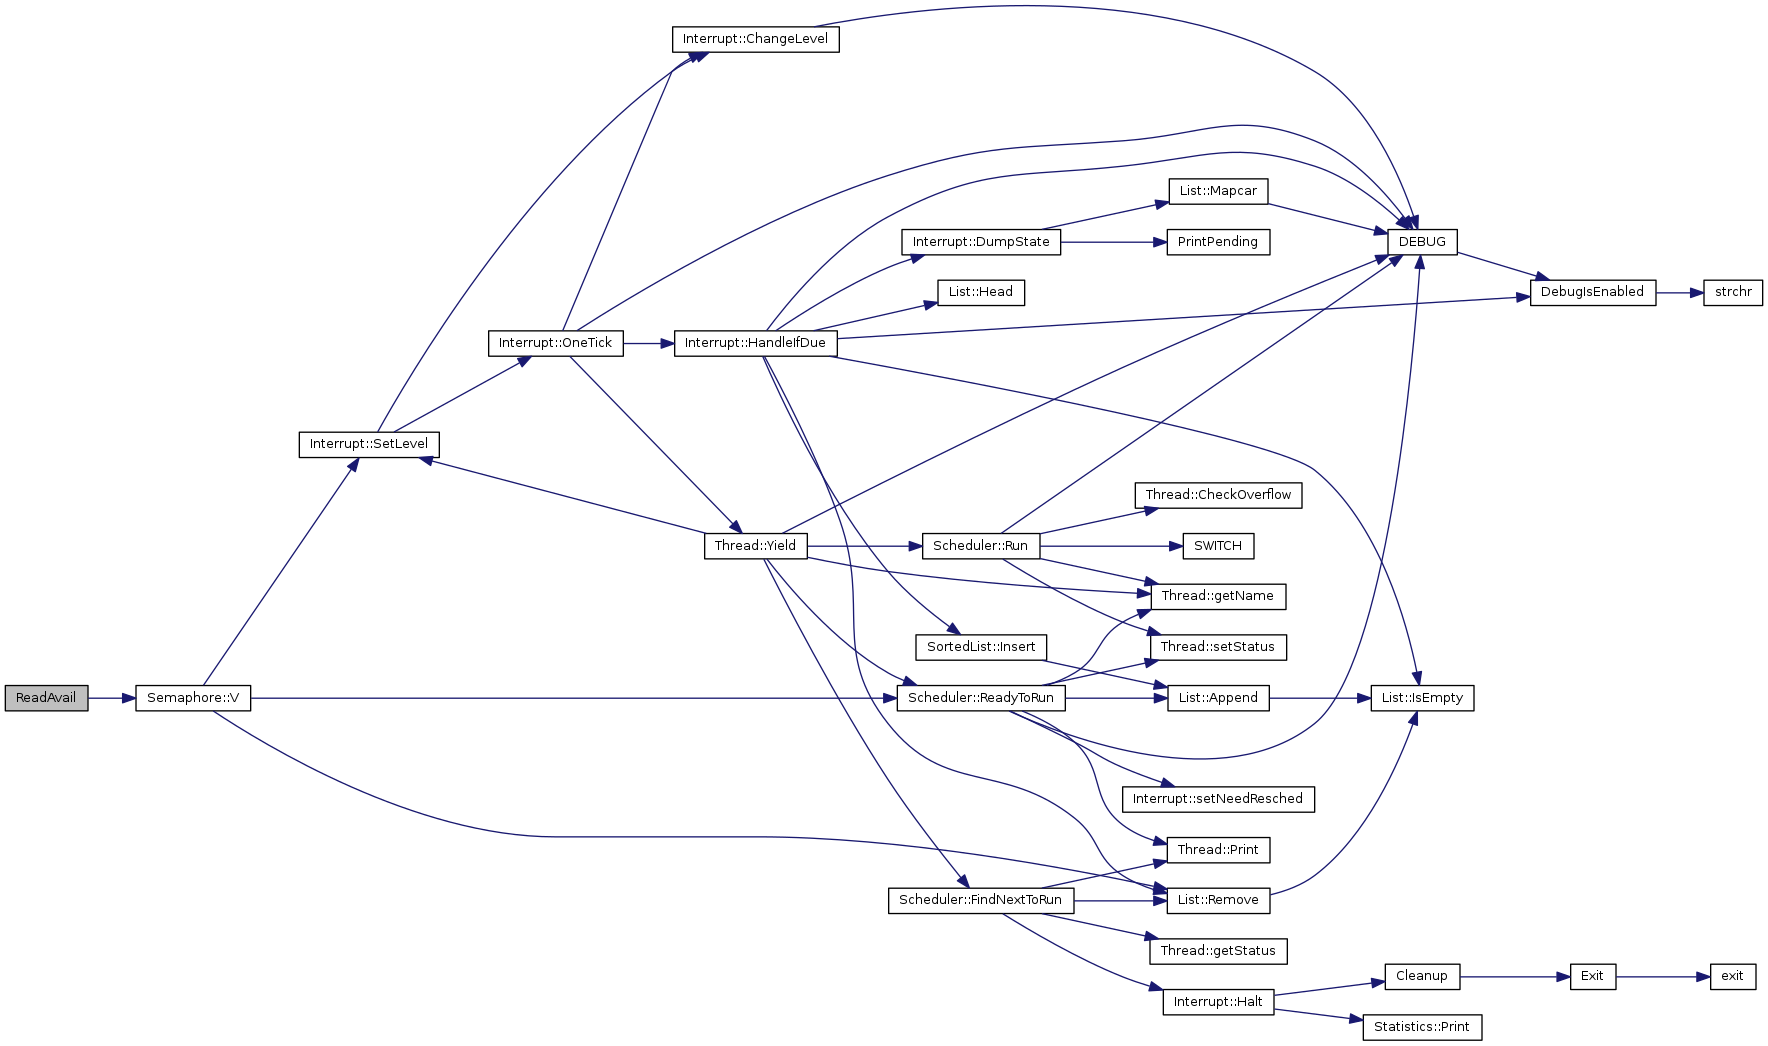 Interrupt::ChangeLevel
List::Mapcar
Interrupt::DumpState
PrintPending
DEBUG
List::Head
DebugIsEnabled
strchr
Interrupt::OneTick
Interrupt::HandleIfDue
Interrupt::SetLevel
Thread::CheckOverflow
Thread::Yield
Scheduler::Run
SWITCH
Thread::getName
SortedList::Insert
Thread::setStatus
ReadAvail
Semaphore::V
Scheduler::ReadyToRun
List::Append
List::IsEmpty
Interrupt::setNeedResched
Thread::Print
Scheduler::FindNextToRun
List::Remove
Thread::getStatus
Cleanup
Exit
exit
Interrupt::Halt
Statistics::Print